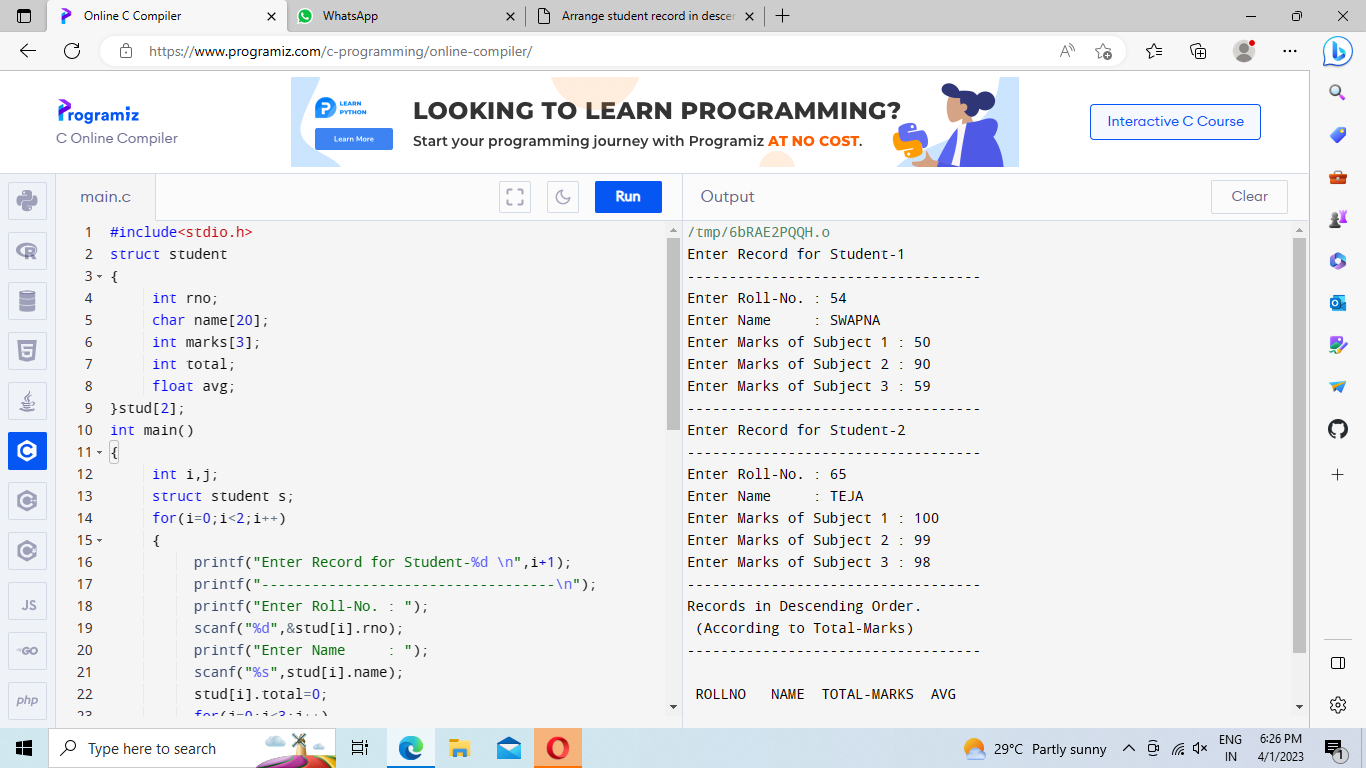 Online C Compiler
WhatsApp
Arrange student record in descen
https://www.programiz.com/c-programming/online-compiler/
Programiz
C Online Compiler
LEARN
PYTHON
Learn More
LOOKING TO LEARN PROGRAMMING?
Start your programming journey with Programiz AT NO COST.
Interactive C Course
main.c
Run
Output
Clear
1 #include<stdio.h>
2 struct student
3 {
4 int rno;
5 char name[20];
6 int marks[3];
7 int total;
8 float avg;
9 }stud[2];
10 int main()
11 {
12 int i,j;
13 struct student s;
14 for(i=0;i<2;i++)
15 {
16 printf("Enter Record for Student-%d \n",i+1);
17 printf("-----------------------------------\n");
18 printf("Enter Roll-No. : ");
19 scanf("%d",&stud[i].rno);
20 printf("Enter Name     : ");
21 scanf("%s",stud[i].name);
22 stud[i].total=0;
23 for(j=0;j<3;j++)
/tmp/6bRAE2PQQH.o
Enter Record for Student-1
-----------------------------------
Enter Roll-No. : 54
Enter Name     : SWAPNA
Enter Marks of Subject 1 : 50
Enter Marks of Subject 2 : 90
Enter Marks of Subject 3 : 59
-----------------------------------
Enter Record for Student-2
-----------------------------------
Enter Roll-No. : 65
Enter Name     : TEJA
Enter Marks of Subject 1 : 100
Enter Marks of Subject 2 : 99
Enter Marks of Subject 3 : 98
-----------------------------------
Records in Descending Order.
(According to Total-Marks)
-----------------------------------
ROLLNO   NAME  TOTAL-MARKS  AVG
JS
GO
php
Type here to search
29°C Partly sunny
ENG
IN
6:26 PM
4/1/2023
1